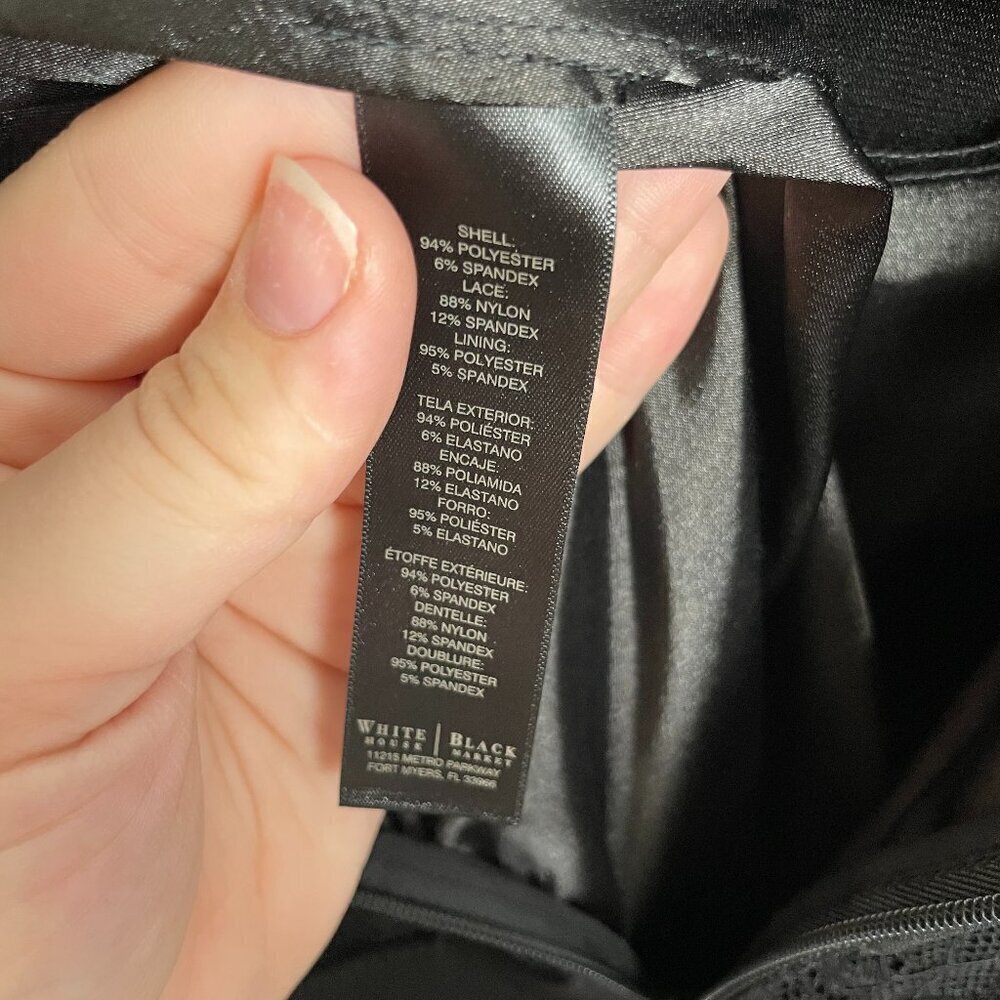 SHELL:
94% POLYESTER
6% SPANDEX
LACE:
88% NYLON
12% SPANDEX
LINING:
95% POLYESTER
5% SPANDEX
TELA EXTERIOR:
94% POLIÉSTER
6% ELASTANO
ENCAJE:
88% POLIAMIDA
12% ELASTANO
FORRO:
95% POLIÉSTER
5% ELASTANO
ÉTOFFE EXTÉRIEURE:
94% POLYESTER
6% SPANDEX
DENTELLE:
88% NYLON
12% SPANDEX
DOUBLURE:
95% POLYESTER
5% SPANDEX
WHITE | BLACK
HOUSE MARKET
11215 METRO PARKWAY
FORT MYERS, FL 33966